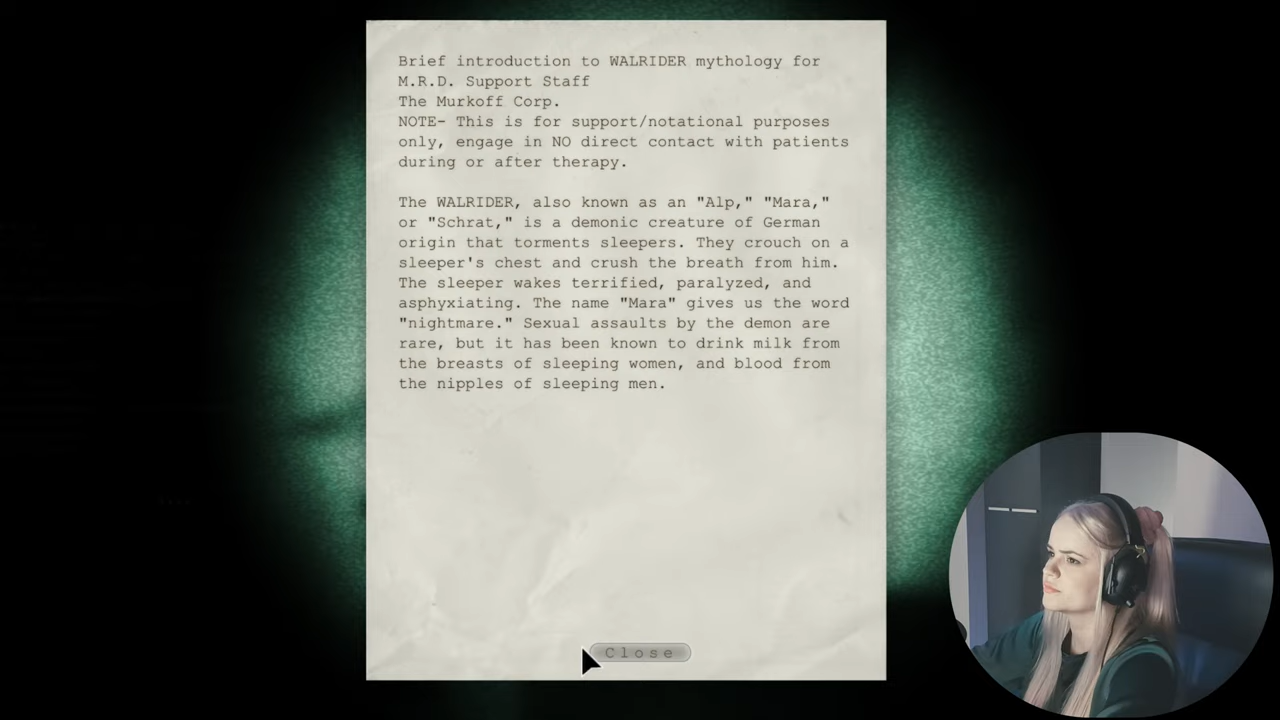 Brief introduction to WALRIDER mythology for
M.R.D. Support Staff
The Murkoff Corp.
NOTE- This is for support/notational purposes
only, engage in NO direct contact with patients
during or after therapy.
The WALRIDER, also known as an "Alp," "Mara,"
or "Schrat," is a demonic creature of German
origin that torments sleepers. They crouch on a
sleeper's chest and crush the breath from him.
The sleeper wakes terrified, paralyzed, and
asphyxiating. The name "Mara" gives us the word
"nightmare." Sexual assaults by the demon are
rare, but it has been known to drink milk from
the breasts of sleeping women, and blood from
the nipples of sleeping men.
Close